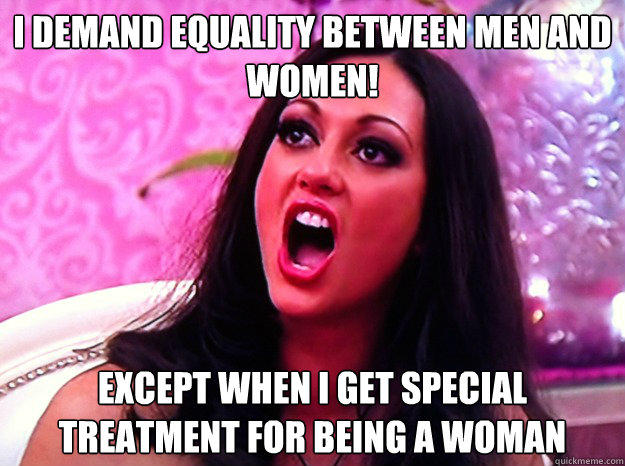 I DEMAND EQUALITY BETWEEN MEN AND
WOMEN!
EXCEPT WHEN I GET SPECIAL
TREATMENT FOR BEING A WOMAN
quickmeme.com